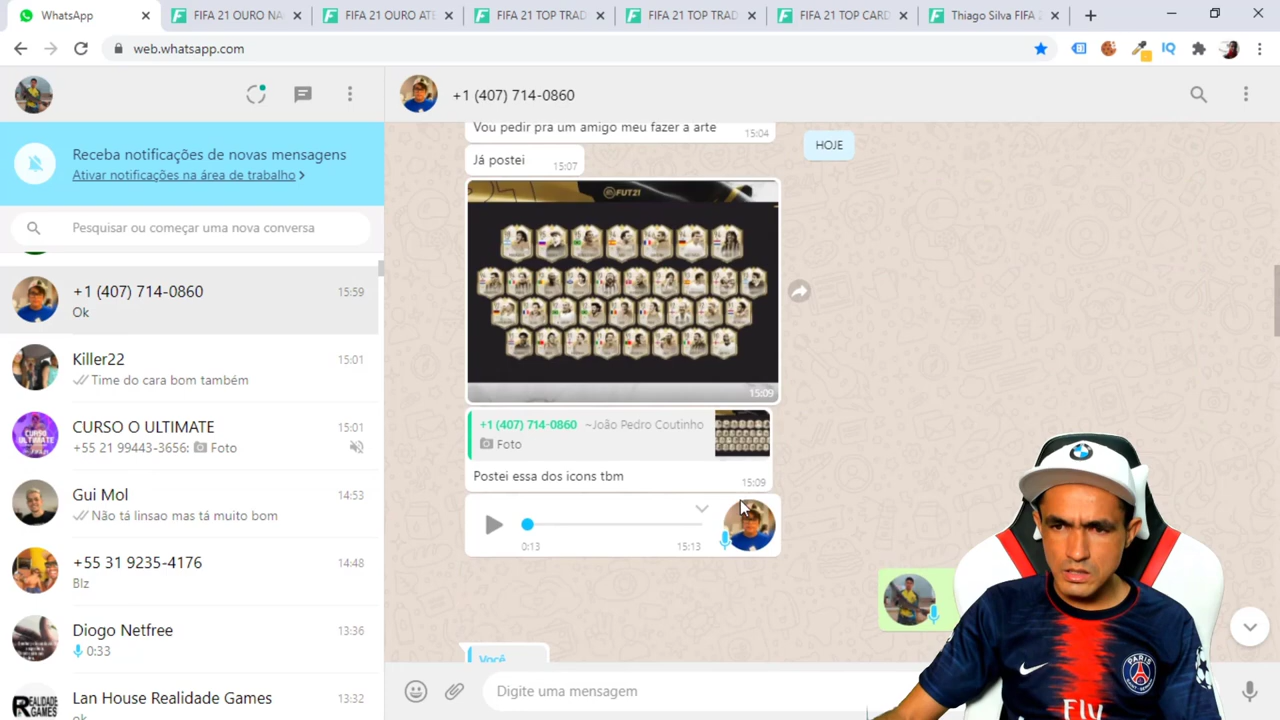 WhatsApp
FIFA 21 OURO NA
FIFA 21 OURO ATE
FIFA 21 TOP TRAD
FIFA 21 TOP TRAD
FIFA 21 TOP CARD
Thiago Silva FIFA 2
web.whatsapp.com
IQ
+1 (407) 714-0860
Receba notificações de novas mensagens
Ativar notificações na área de trabalho >
Pesquisar ou começar uma nova conversa
+1 (407) 714-0860
15:59
Ok
Killer22
15:01
Time do cara bom também
CURSO O ULTIMATE
15:01
+55 21 99443-3656: Foto
Gui Mol
14:53
Não tá linsao mas tá muito bom
+55 31 9235-4176
14:48
Blz
Diogo Netfree
13:36
0:33
Lan House Realidade Games
13:32
ok
Vou pedir pra um amigo meu fazer a arte
15:04
HOJE
Já postei
15:07
FUT21
15:09
+1 (407) 714-0860 ~João Pedro Coutinho
Foto
Postei essa dos icons tbm
15:09
0:13
15:13
Você
Digite uma mensagem
PARIS
Fly